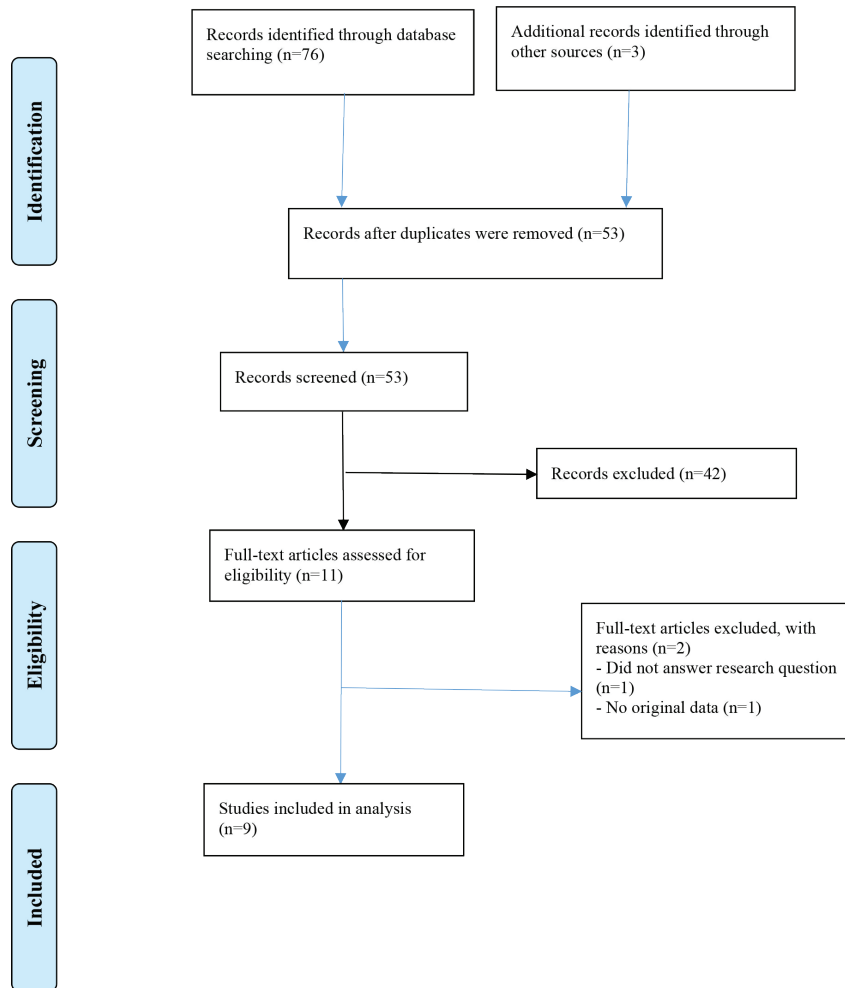 Records identified through database
searching (n=76)
Additional records identified through
other sources (n=3)
Identification
Records after duplicates were removed (n=53)
Screening
Records screened (n=53)
Records excluded (n=42)
Full-text articles assessed for
eligibility (n=11)
Eligibility
Full-text articles excluded, with
reasons (n=2)
- Did not answer research question
(n=1)
- No original data (n=1)
Studies included in analysis
(n=9)
Included